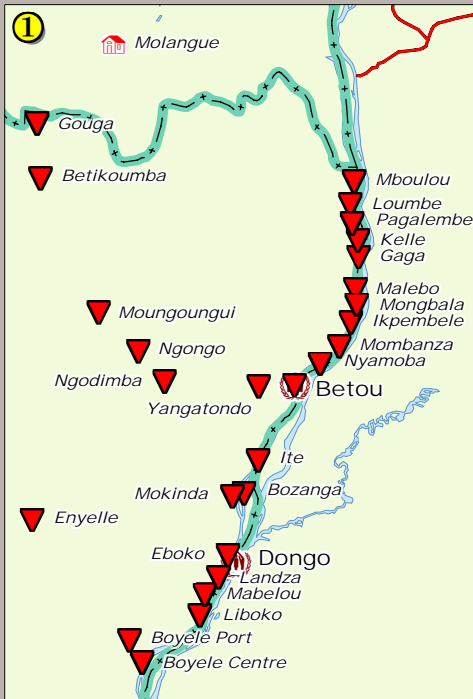 1
Molangue
Gouga
Betikoumba
Mboulou
Loumbe
Pagalembe
Kelle
Gaga
Malebo
Mongbala
Ikpembele
Moungoungui
Mombanza
Ngongo
Nyamoba
Ngodimba
Yangatondo
Betou
Ite
Mokinda
Bozanga
Enyelle
Eboko
Dongo
Landza
Mabelou
Liboko
Boyele Port
Boyele Centre